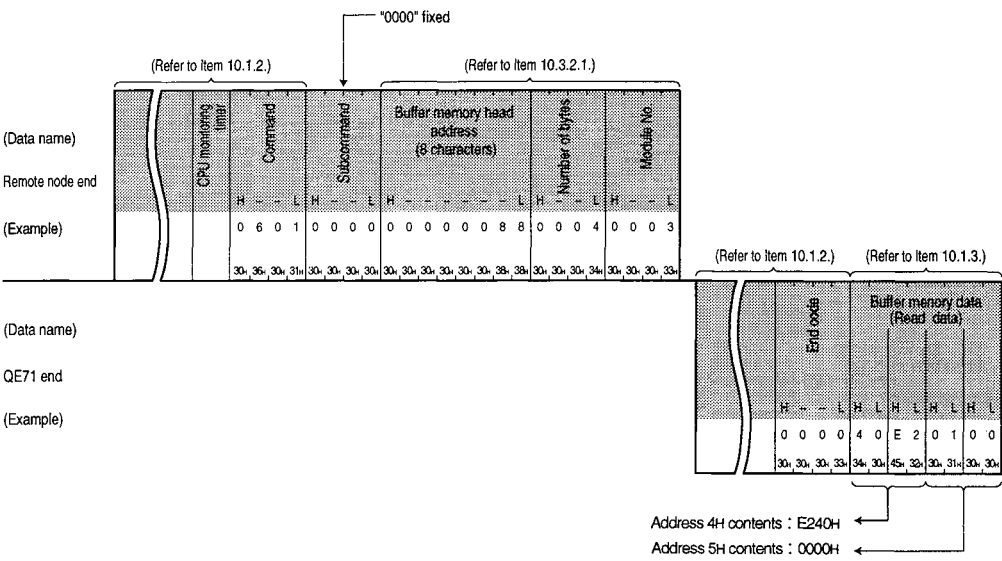 "0000" fixed
(Refer to Item 10.1.2.) (Refer to Item 10.3.2.1.)
(Data name)
CPU monitoring timer
Command
Subcommand
Buffer memory head
address
(8 characters)
Number of bytes
Module No.
Remote node end
H - - L H - - L H - - - - - - L H - - L H - - L
(Example)
0 6 0 1 0 0 0 0 0 0 0 0 0 0 8 8 0 0 0 4 0 0 0 3
30H 36H 30H 31H 30H 30H 30H 30H 30H 30H 30H 30H 30H 30H 38H 38H 30H 30H 30H 34H 30H 30H 30H 33H
(Refer to Item 10.1.2.) (Refer to Item 10.1.3.)
(Data name)
End code
Buffer memory data
(Read data)
QE71 end
H - - L H L H L H L H L
(Example)
0 0 0 0 4 0 E 2 0 1 0 0
30H 30H 30H 33H 34H 30H 45H 32H 30H 31H 30H 30H
Address 4H contents : E240H
Address 5H contents : 0000H